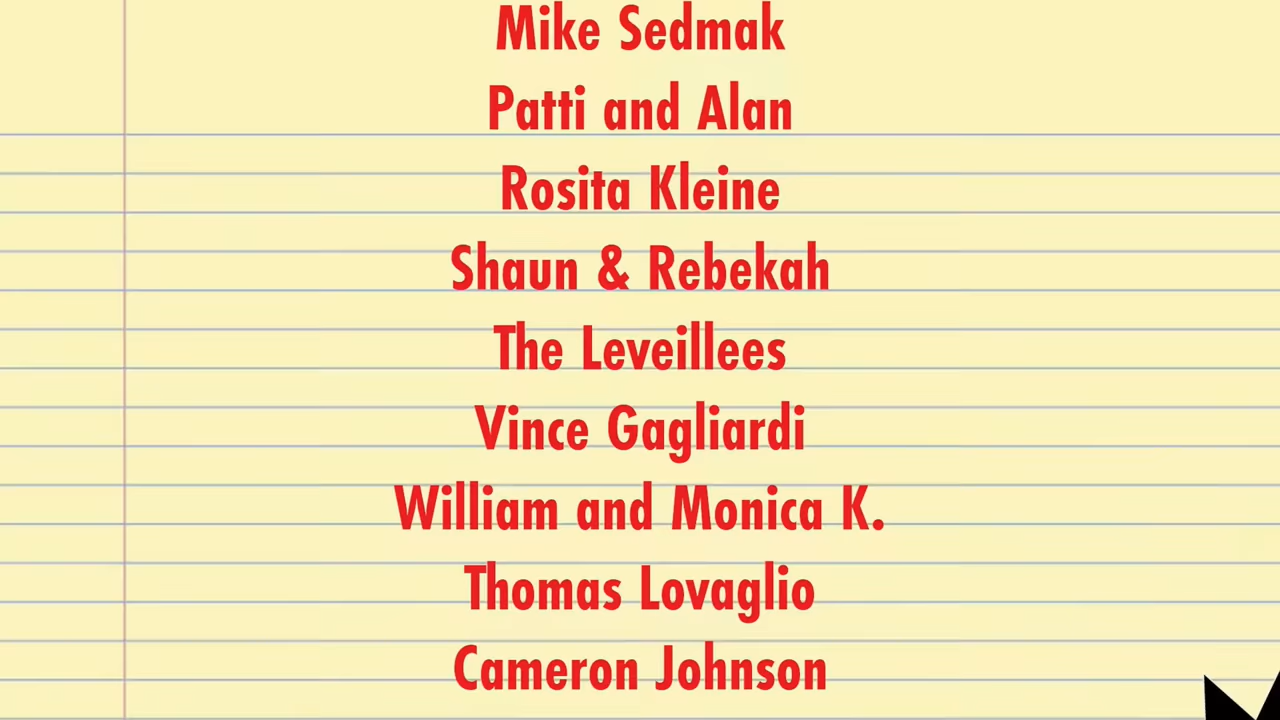 Mike Sedmak
Patti and Alan
Rosita Kleine
Shaun & Rebekah
The Leveillees
Vince Gagliardi
William and Monica K.
Thomas Lovaglio
Cameron Johnson